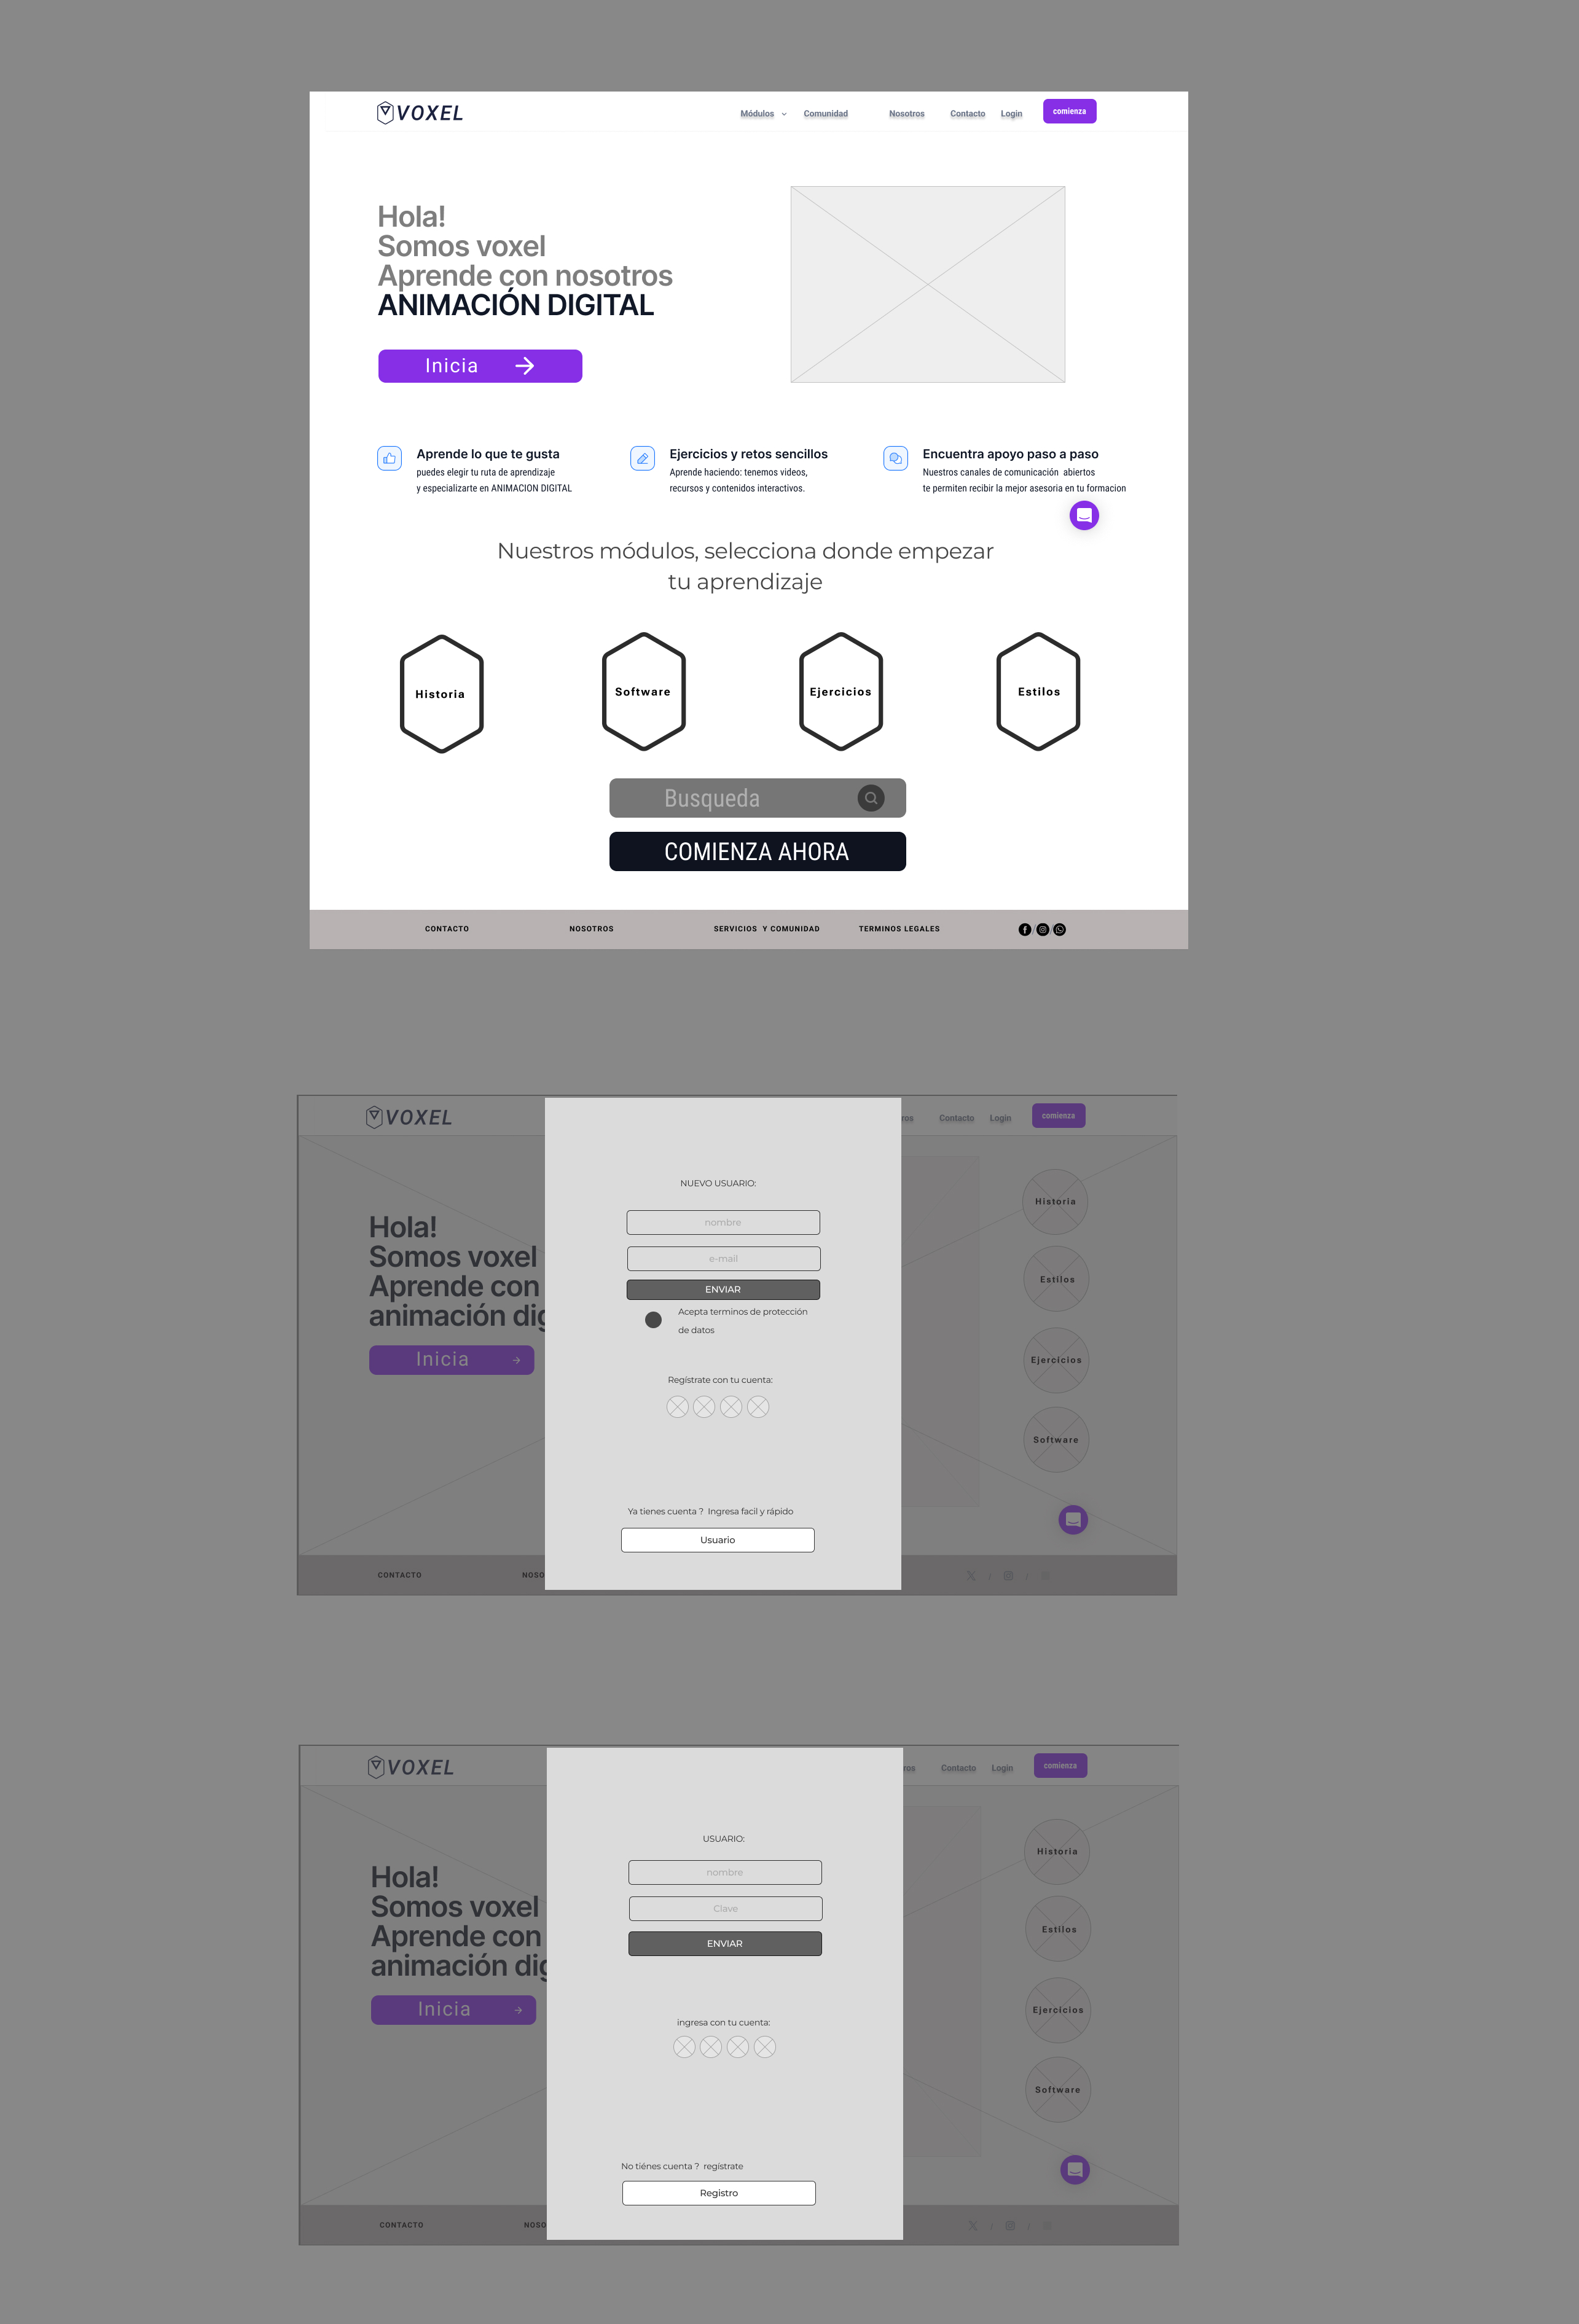 VOXEL
Módulos Comunidad Nosotros Contacto Login comienza
Hola!
Somos voxel
Aprende con nosotros
ANIMACIÓN DIGITAL
Inicia
Aprende lo que te gusta
puedes elegir tu ruta de aprendizaje
y especializarte en ANIMACION DIGITAL
Ejercicios y retos sencillos
Aprende haciendo: tenemos videos,
recursos y contenidos interactivos.
Encuentra apoyo paso a paso
Nuestros canales de comunicación abiertos
te permiten recibir la mejor asesoria en tu formacion
Nuestros módulos, selecciona donde empezar
tu aprendizaje
Historia
Software
Ejercicios
Estilos
Busqueda
COMIENZA AHORA
CONTACTO NOSOTROS SERVICIOS Y COMUNIDAD TERMINOS LEGALES
VOXEL
ros Contacto Login comienza
Hola!
Somos voxel
Aprende con
animación dig
Inicia
NUEVO USUARIO:
nombre
e-mail
ENVIAR
Acepta terminos de protección
de datos
Regístrate con tu cuenta:
Ya tienes cuenta ? Ingresa facil y rápido
Usuario
Historia
Estilos
Ejercicios
Software
CONTACTO NOSO
VOXEL
ros Contacto Login comienza
Hola!
Somos voxel
Aprende con
animación dig
Inicia
USUARIO:
nombre
Clave
ENVIAR
ingresa con tu cuenta:
No tiénes cuenta ? regístrate
Registro
Historia
Estilos
Ejercicios
Software
CONTACTO NOSO